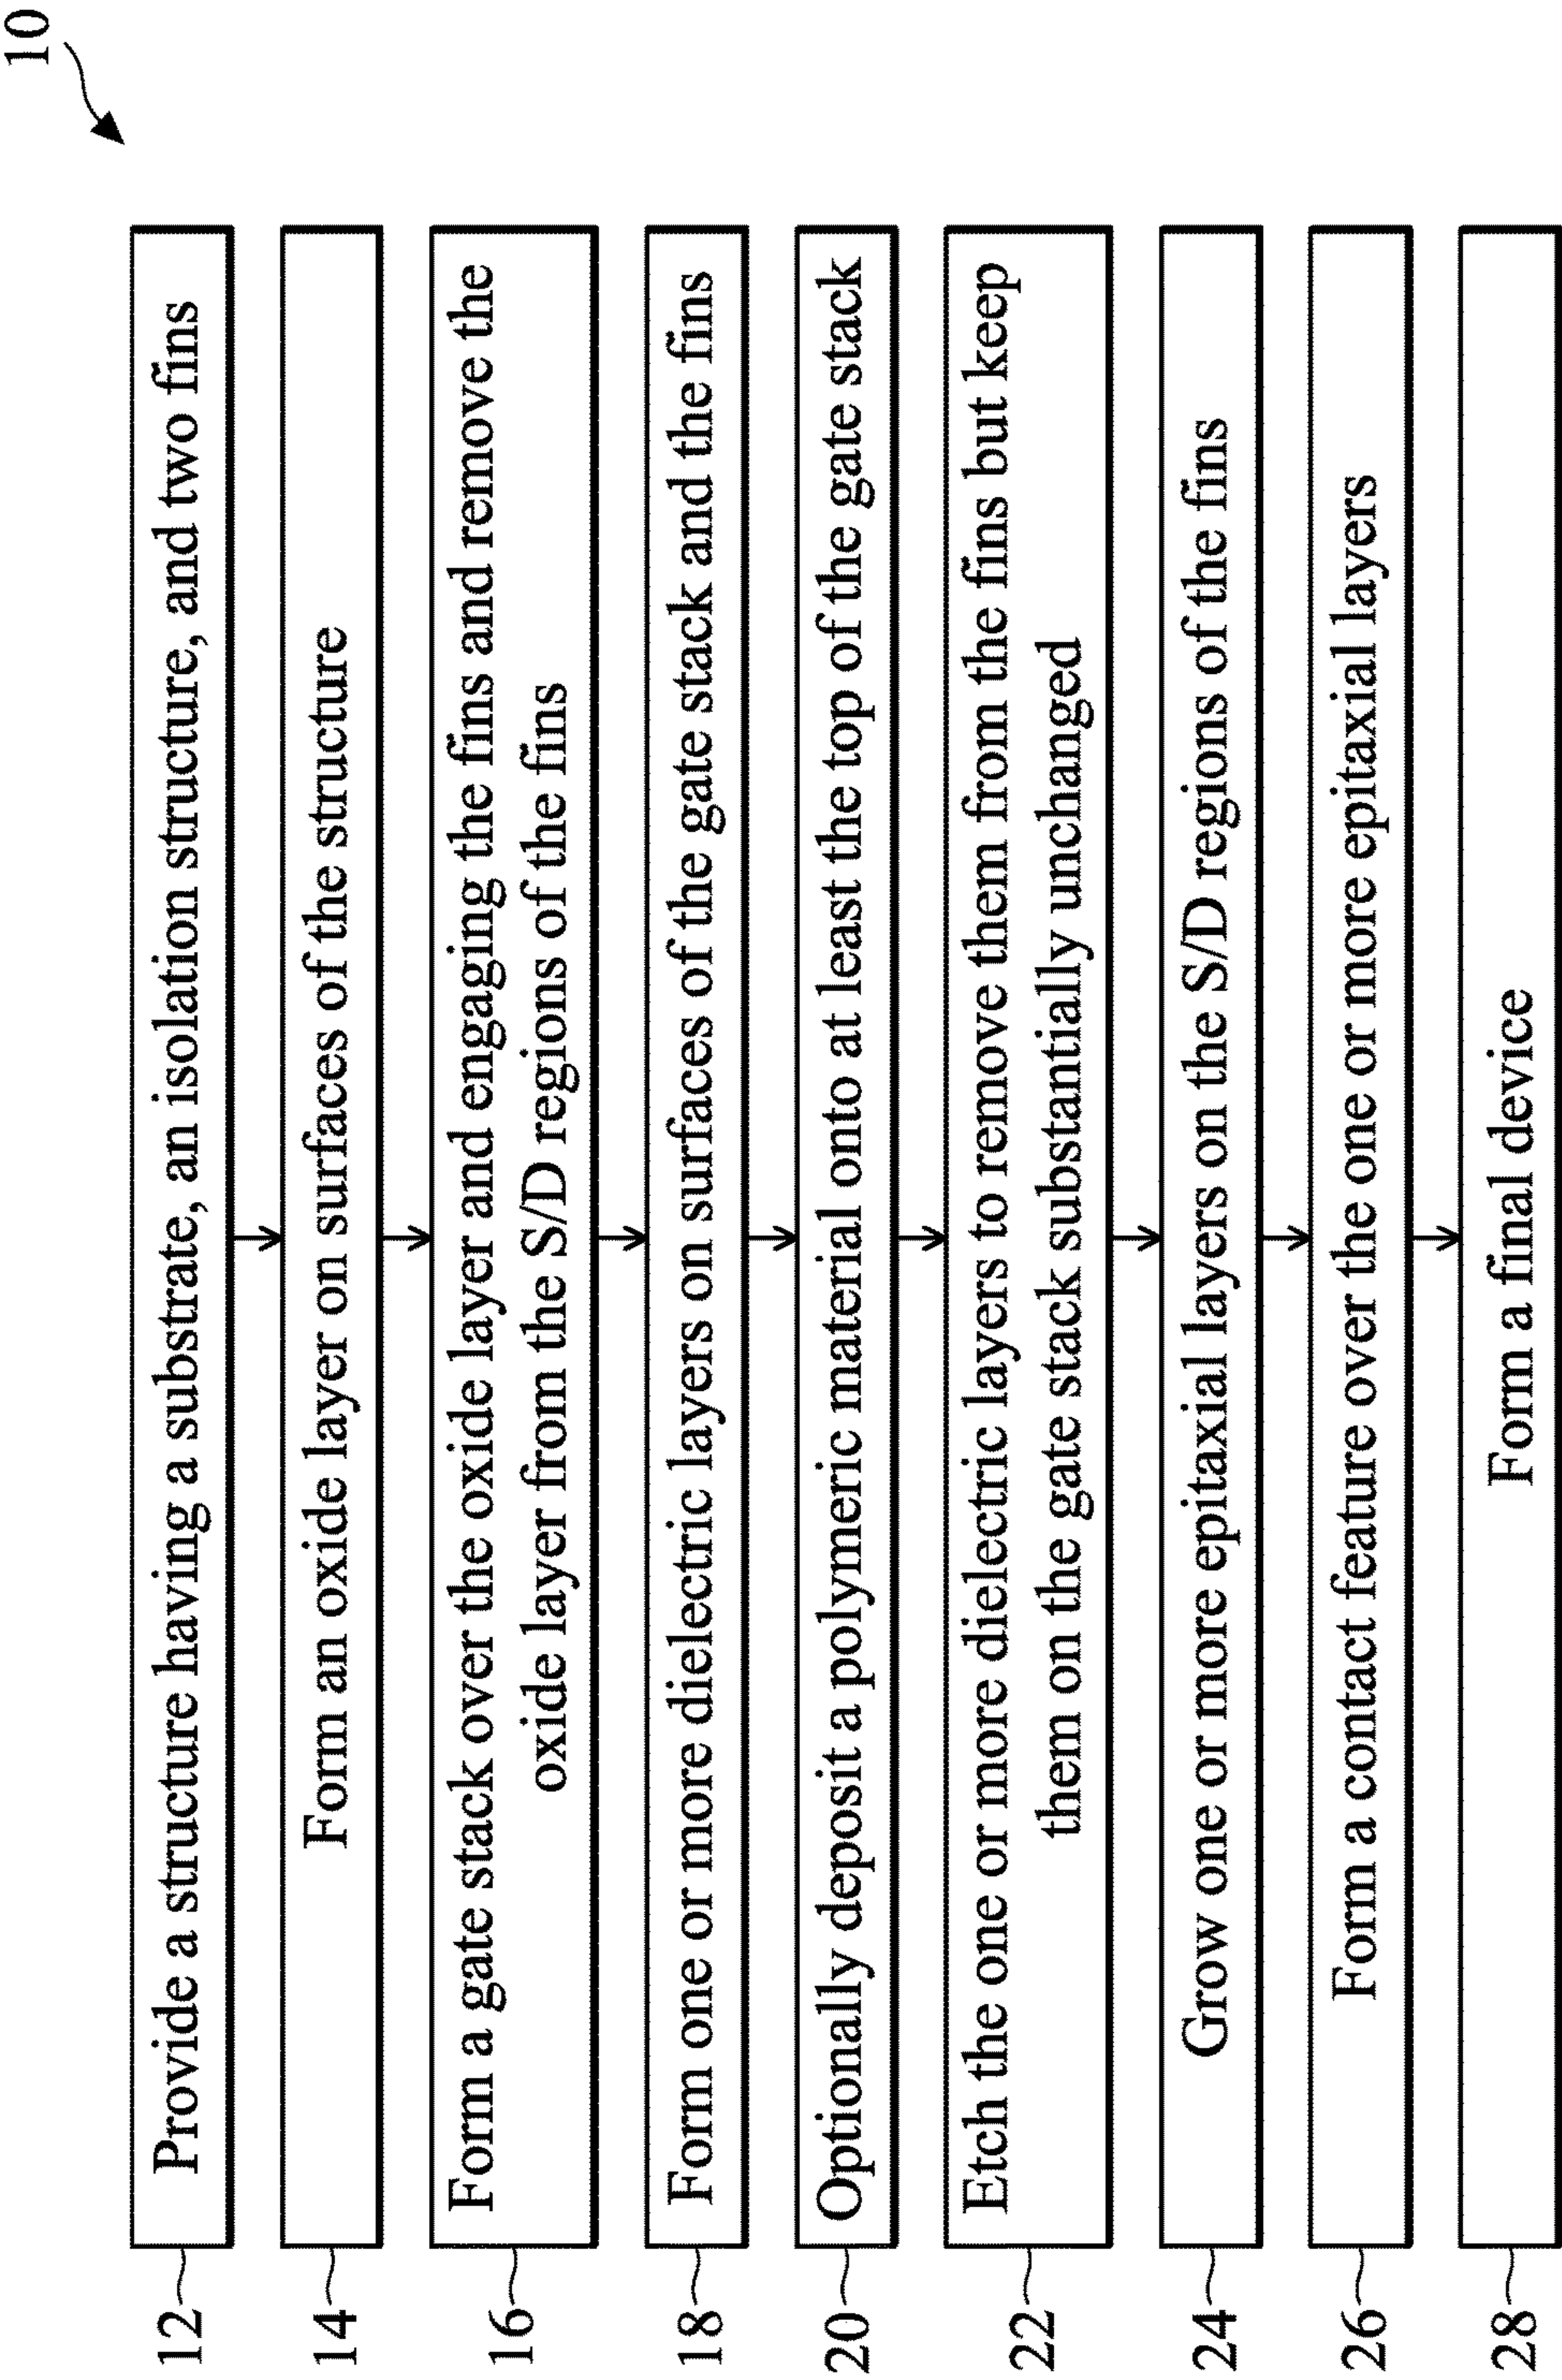 10
12 Provide a structure having a substrate, an isolation structure, and two fins
14 Form an oxide layer on surfaces of the structure
16 Form a gate stack over the oxide layer and engaging the fins and remove the
oxide layer from the S/D regions of the fins
18 Form one or more dielectric layers on surfaces of the gate stack and the fins
20 Optionally deposit a polymeric material onto at least the top of the gate stack
22 Etch the one or more dielectric layers to remove them from the fins but keep
them on the gate stack substantially unchanged
24 Grow one or more epitaxial layers on the S/D regions of the fins
26 Form a contact feature over the one or more epitaxial layers
28 Form a final device